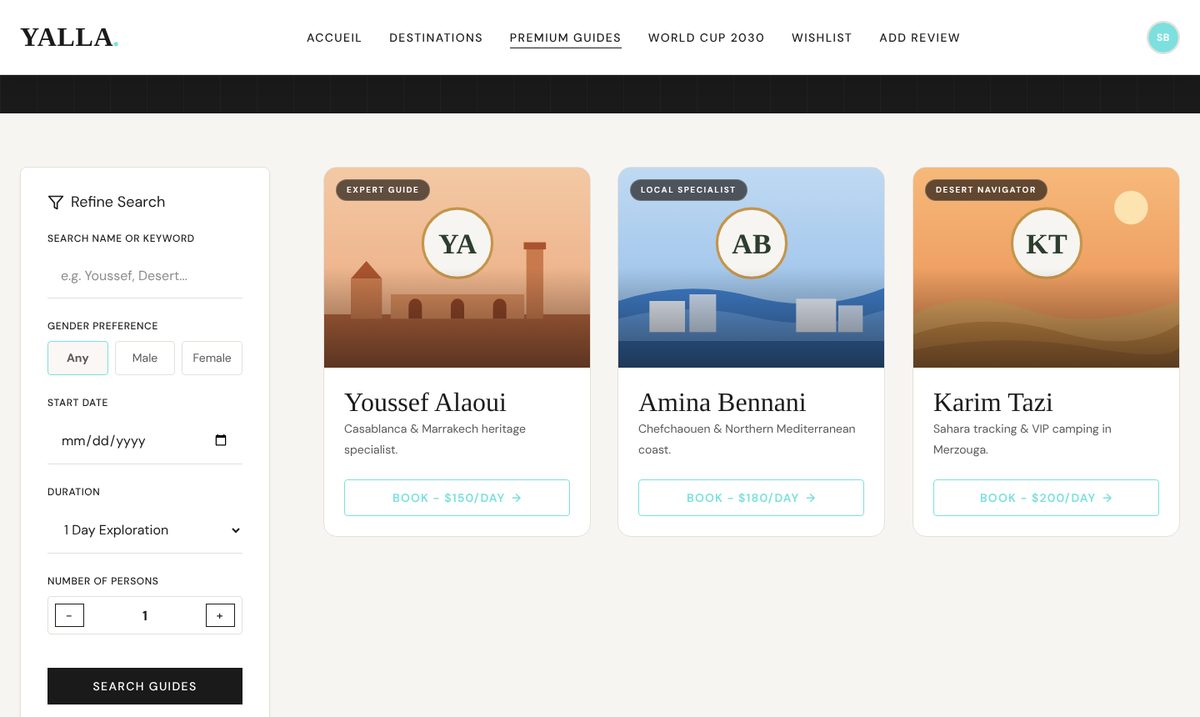 YALLA.
ACCUEIL
DESTINATIONS
PREMIUM GUIDES
WORLD CUP 2030
WISHLIST
ADD REVIEW
SB
Refine Search
SEARCH NAME OR KEYWORD
e.g. Youssef, Desert...
GENDER PREFERENCE
Any
Male
Female
START DATE
mm/dd/yyyy
DURATION
1 Day Exploration
NUMBER OF PERSONS
-
1
+
SEARCH GUIDES
EXPERT GUIDE
YA
Youssef Alaoui
Casablanca & Marrakech heritage
specialist.
BOOK - $150/DAY →
LOCAL SPECIALIST
AB
Amina Bennani
Chefchaouen & Northern Mediterranean
coast.
BOOK - $180/DAY →
DESERT NAVIGATOR
KT
Karim Tazi
Sahara tracking & VIP camping in
Merzouga.
BOOK - $200/DAY →